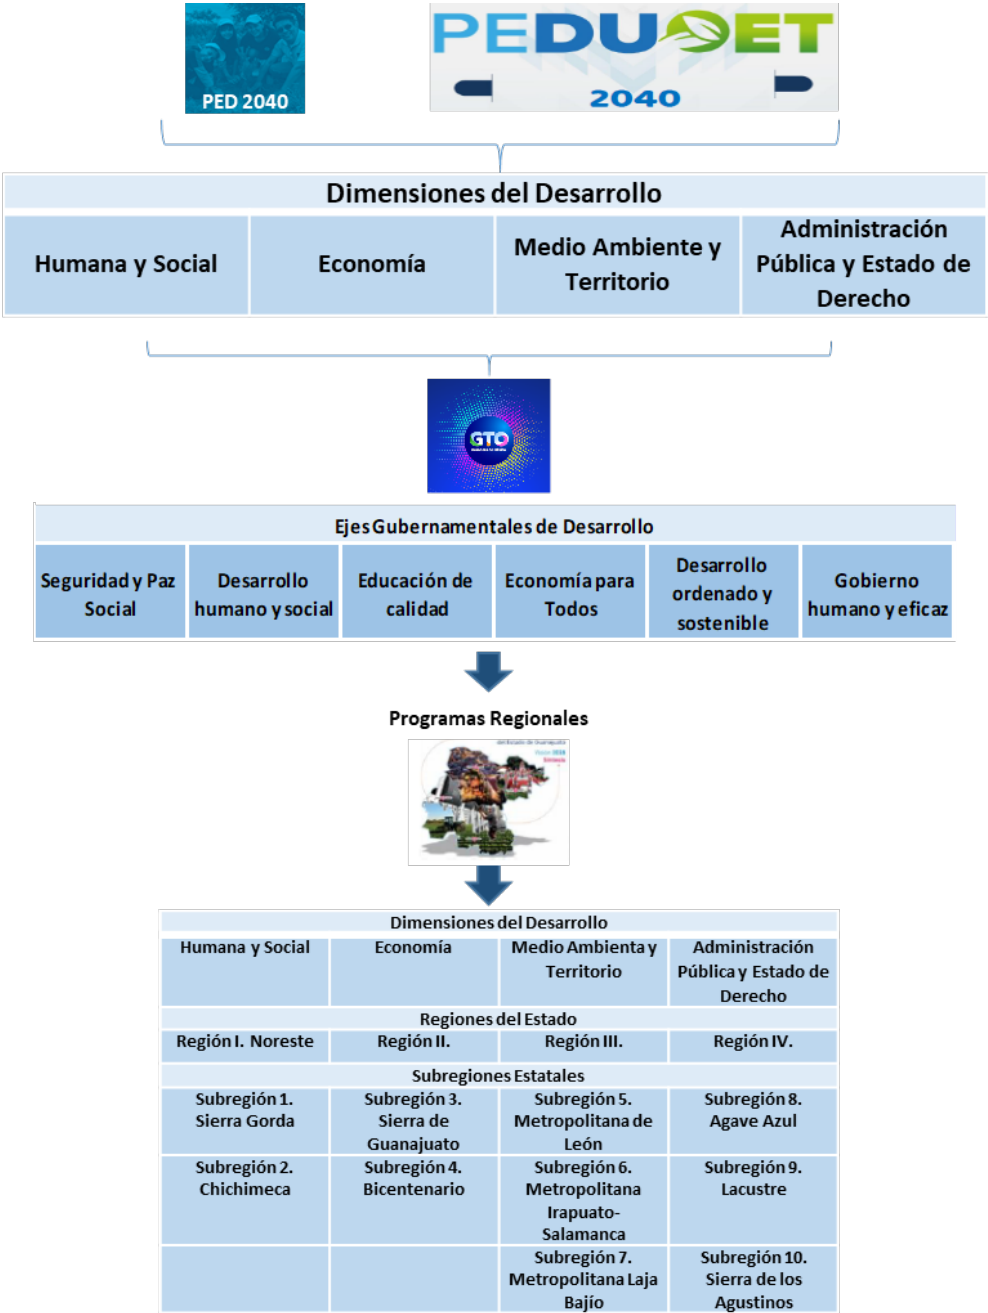 PED 2040
PEDUOET
2040
Dimensiones del Desarrollo
Humana y Social
Economía
Medio Ambiente y
Territorio
Administración
Pública y Estado de
Derecho
GTO
Ejes Gubernamentales de Desarrollo
Seguridad y Paz
Social
Desarrollo
humano y social
Educación de
calidad
Economía para
Todos
Desarrollo
ordenado y
sostenible
Gobierno
humano y eficaz
Programas Regionales
del Estado de Guanajuato
Dimensiones del Desarrollo
Humana y Social
Economía
Medio Ambienta y
Territorio
Administración
Pública y Estado de
Derecho
Regiones del Estado
Región I. Noreste
Región II.
Región III.
Región IV.
Subregiones Estatales
Subregión 1.
Sierra Gorda
Subregión 3.
Sierra de
Guanajuato
Subregión 5.
Metropolitana de
León
Subregión 8.
Agave Azul
Subregión 2.
Chichimeca
Subregión 4.
Bicentenario
Subregión 6.
Metropolitana
Irapuato-
Salamanca
Subregión 9.
Lacustre
Subregión 7.
Metropolitana Laja
Bajío
Subregión 10.
Sierra de los
Agustinos